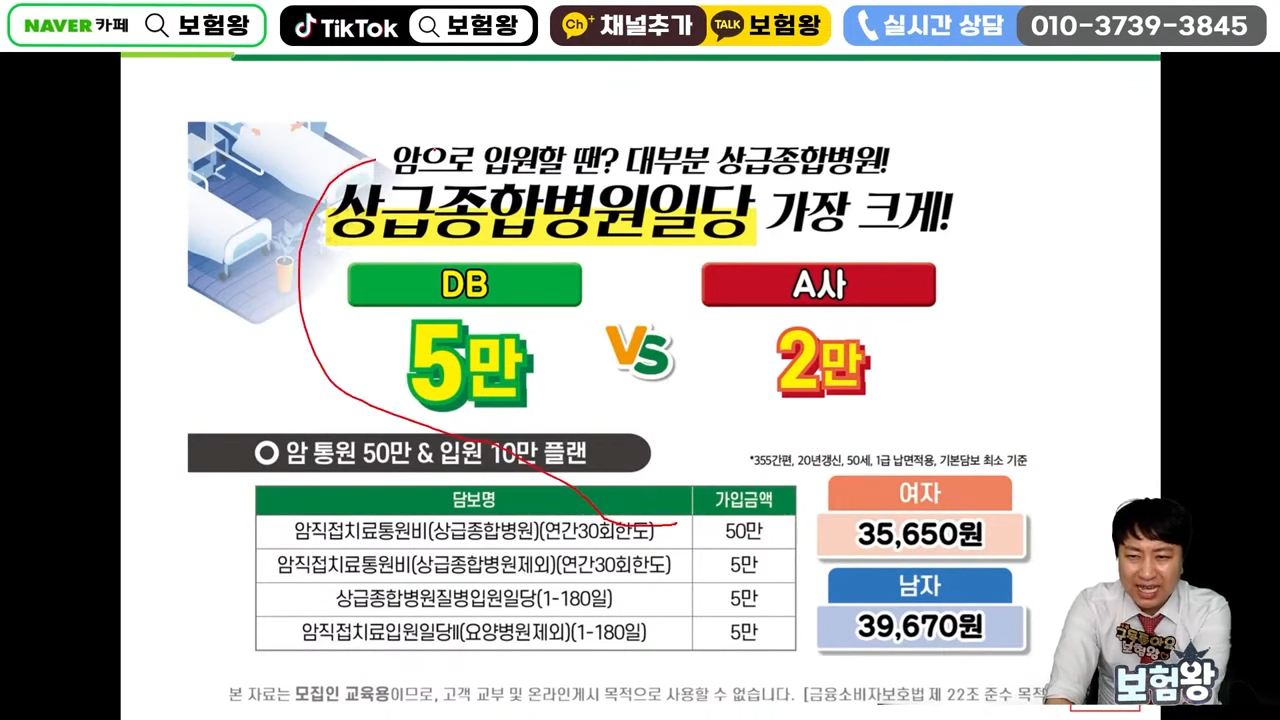 NAVER 카페 보험왕 TikTok 보험왕 Ch+ 채널추가 TALK 보험왕 실시간 상담 010-3739-3845
암으로 입원할 땐? 대부분 상급종합병원!
상급종합병원일당 가장 크게!
DB VS A사
5만 2만
암 통원 50만 & 입원 10만 플랜
*355간편, 20년갱신, 50세, 1급 납면적용, 기본담보 최소 기준
담보명 가입금액
암직접치료통원비(상급종합병원)(연간30회한도) 50만
암직접치료통원비(상급종합병원제외)(연간30회한도) 5만
상급종합병원질병입원일당(1-180일) 5만
암직접치료입원일당II(요양병원제외)(1-180일) 5만
여자
35,650원
남자
39,670원
구독좋아요
보험왕
보험왕
본 자료는 모집인 교육용이므로, 고객 교부 및 온라인게시 목적으로 사용할 수 없습니다. [금융소비자보호법 제 22조 준수 목적